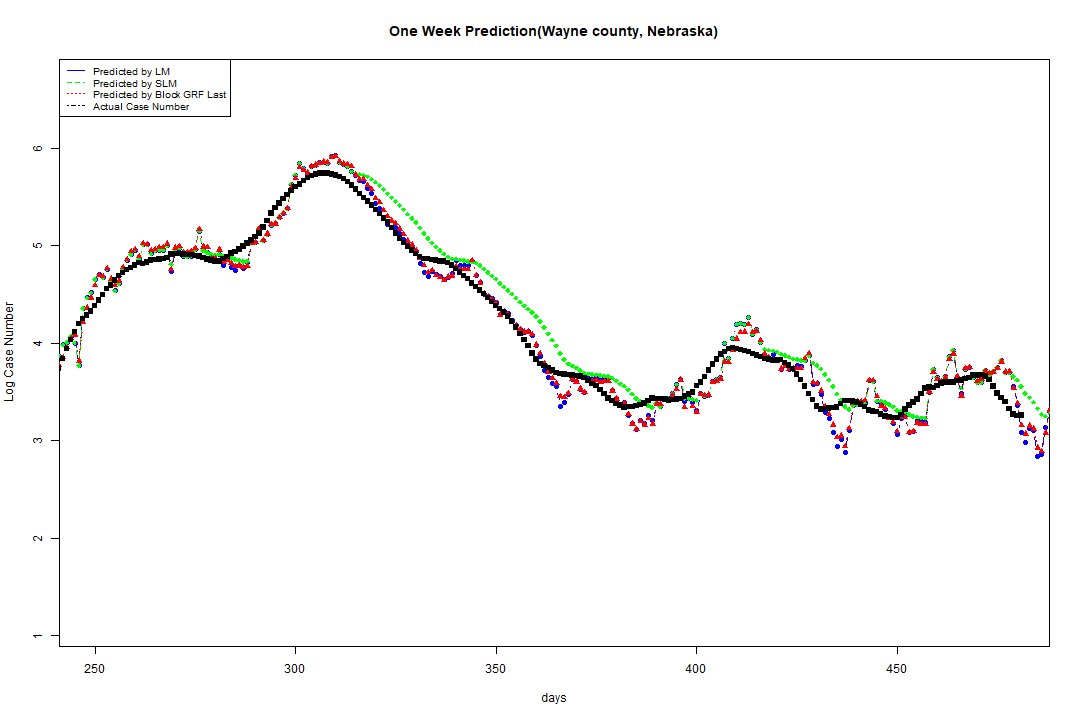 One Week Prediction(Wayne county, Nebraska)
Predicted by LM
Predicted by SLM
Predicted by Block GRF Last
Actual Case Number
6
5
4
3
2
1
Log Case Number
250 300 350 400 450
days